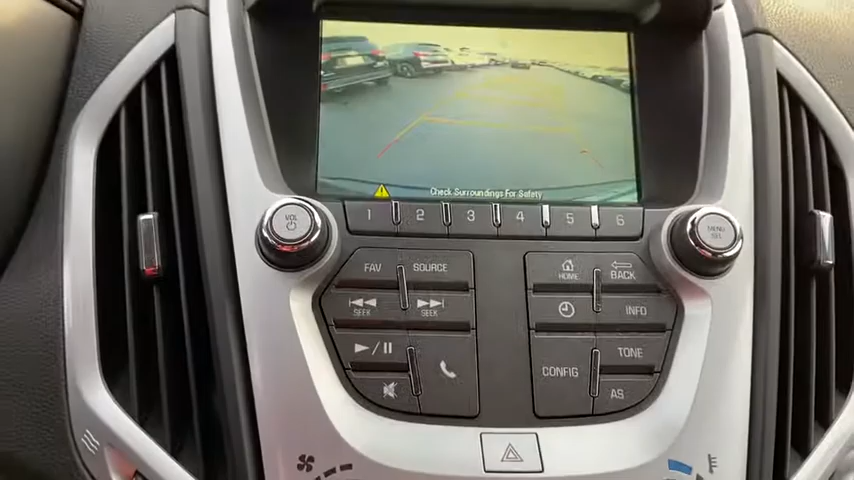 Check Surroundings For Safety
1 2 3 4 5 6
VOL
MENU
SEL
FAV SOURCE
HOME BACK
SEEK SEEK
INFO
TONE
CONFIG
AS